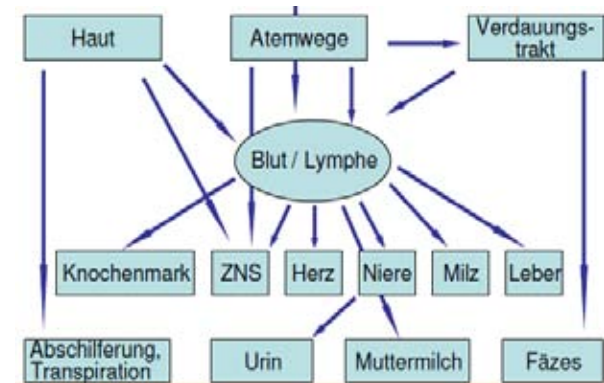 Haut
Atemwege
Verdauungs-
trakt
Blut / Lymphe
Knochenmark
ZNS
Herz
Niere
Milz
Leber
Abschilferung,
Transpiration
Urin
Muttermilch
Fäzes